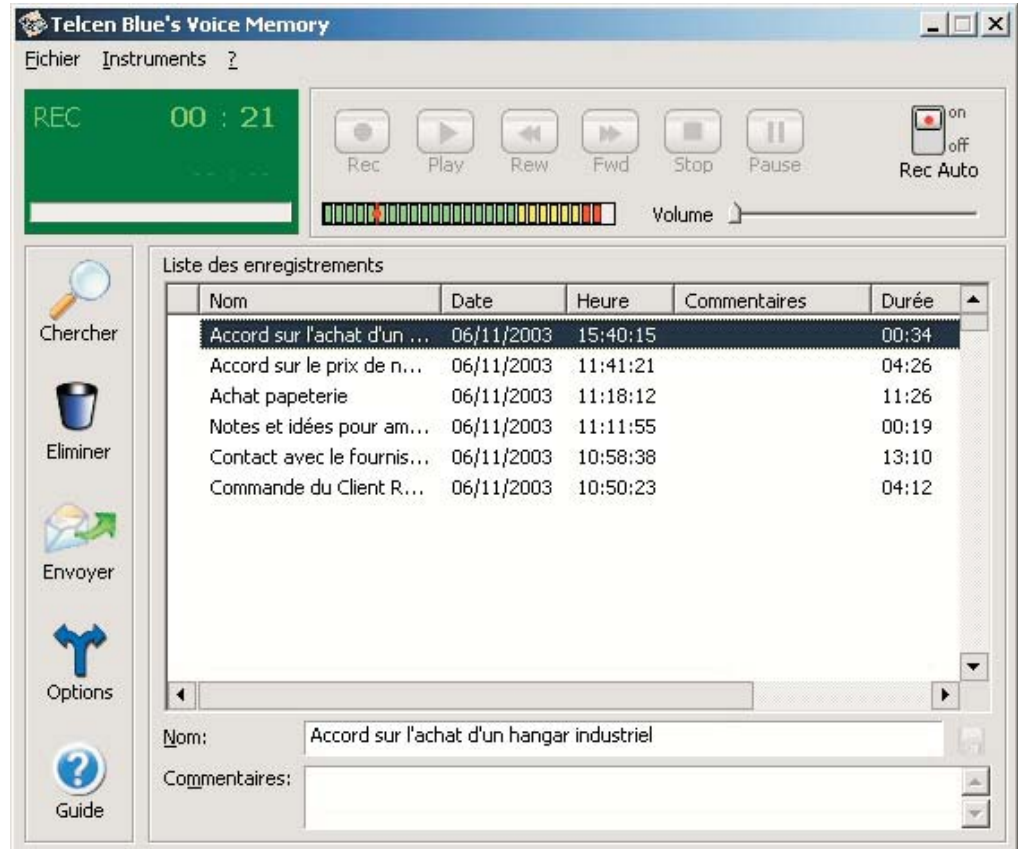 Telcen Blue's Voice Memory
Fichier Instruments ?
REC 00 : 21
-- : --
Rec Play Rew Fwd Stop Pause
on
off
Rec Auto
Volume
Chercher
Eliminer
Envoyer
Options
Guide
Liste des enregistrements
Nom Date Heure Commentaires Durée
Accord sur l'achat d'un ... 06/11/2003 15:40:15 00:34
Accord sur le prix de n... 06/11/2003 11:41:21 04:26
Achat papeterie 06/11/2003 11:18:12 11:26
Notes et idées pour am... 06/11/2003 11:11:55 00:19
Contact avec le fournis... 06/11/2003 10:58:38 13:10
Commande du Client R... 06/11/2003 10:50:23 04:12
Nom: Accord sur l'achat d'un hangar industriel
Commentaires: